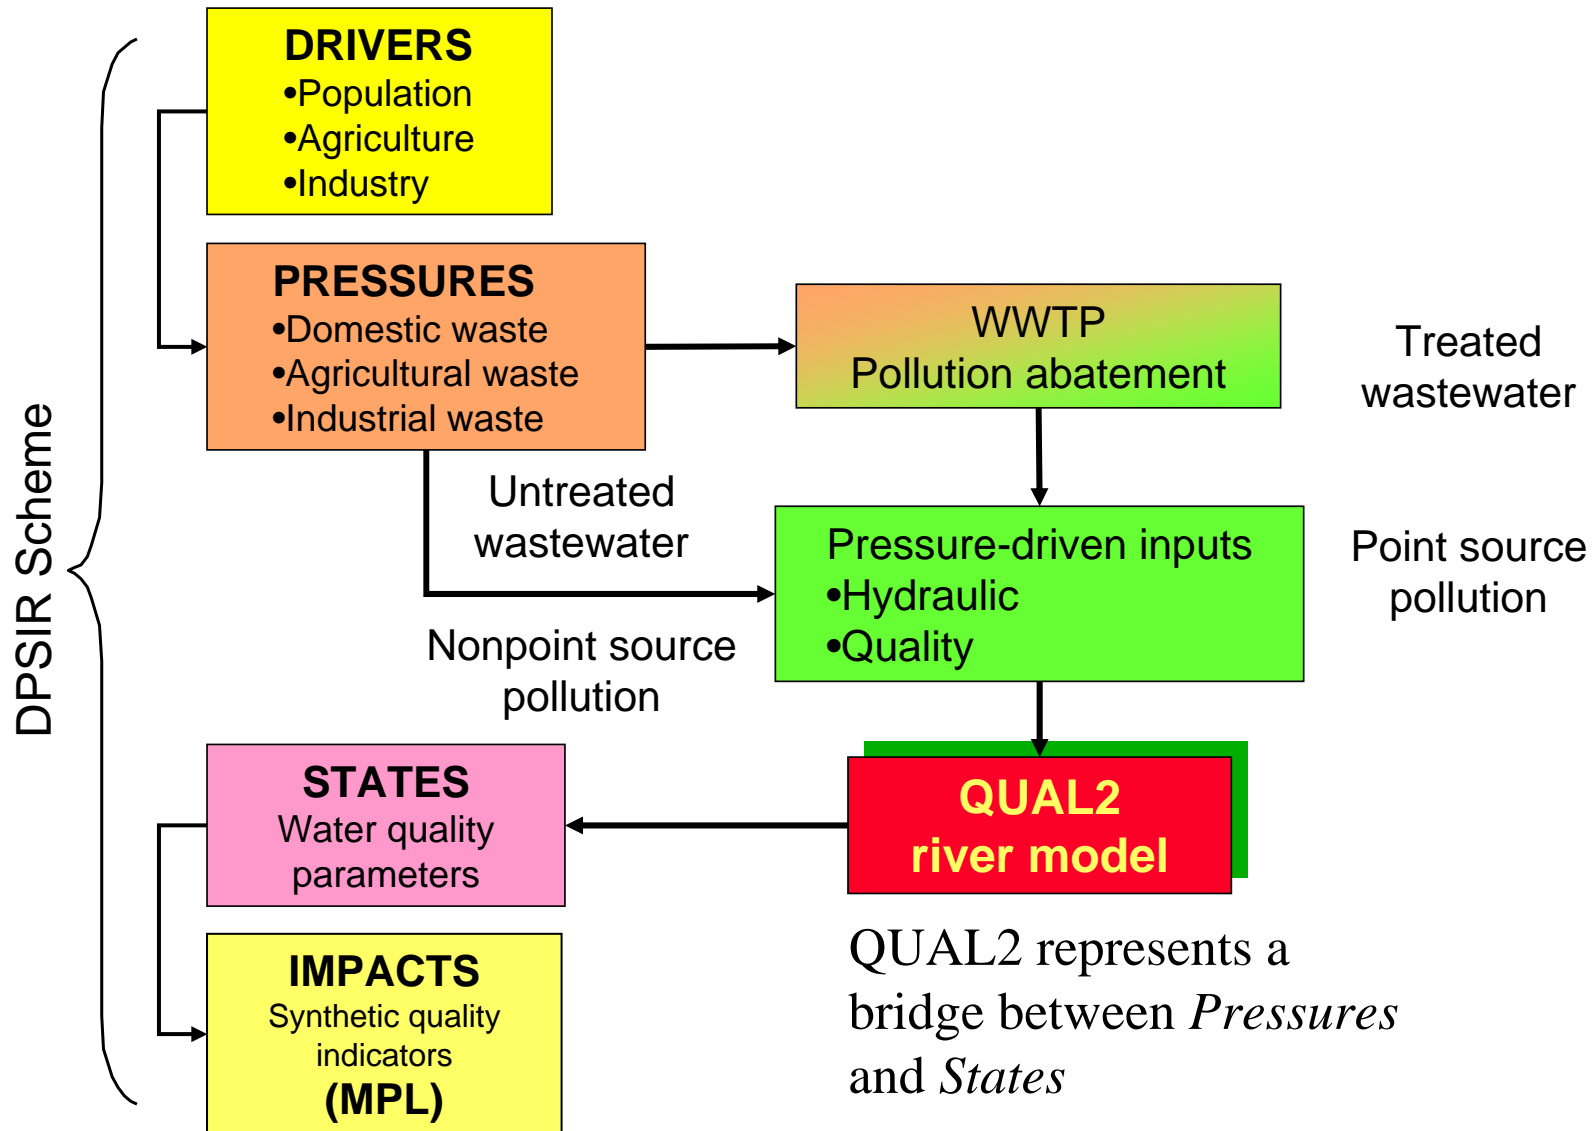 DPSIR Scheme
DRIVERS
•Population
•Agriculture
•Industry
PRESSURES
•Domestic waste
•Agricultural waste
•Industrial waste
WWTP
Pollution abatement
Treated
wastewater
Untreated
wastewater
Pressure-driven inputs
•Hydraulic
•Quality
Point source
pollution
Nonpoint source
pollution
STATES
Water quality
parameters
QUAL2
river model
IMPACTS
Synthetic quality
indicators
(MPL)
QUAL2 represents a
bridge between Pressures
and States